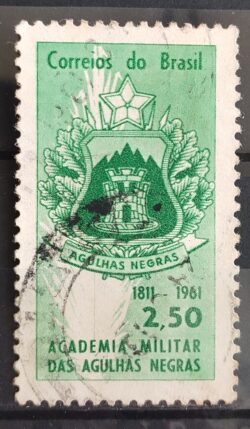 Correios do Brasil
AGULHAS NEGRAS
1811 1961
2,50
ACADEMIA MILITAR
DAS AGULHAS NEGRAS